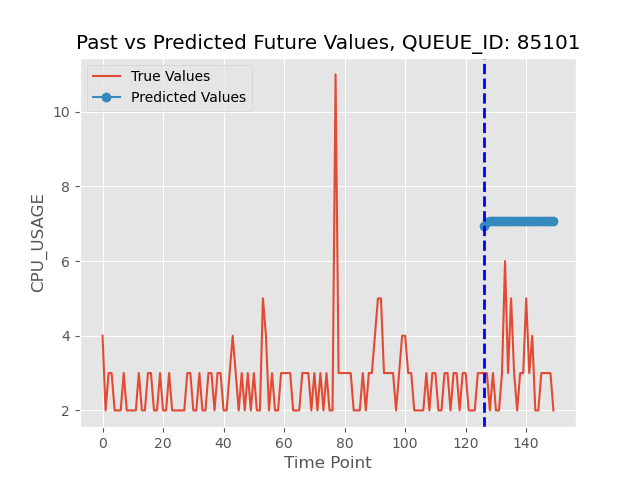 Past vs Predicted Future Values, QUEUE_ID: 85101
True Values
Predicted Values
CPU_USAGE
10
8
6
4
2
0 20 40 60 80 100 120 140
Time Point